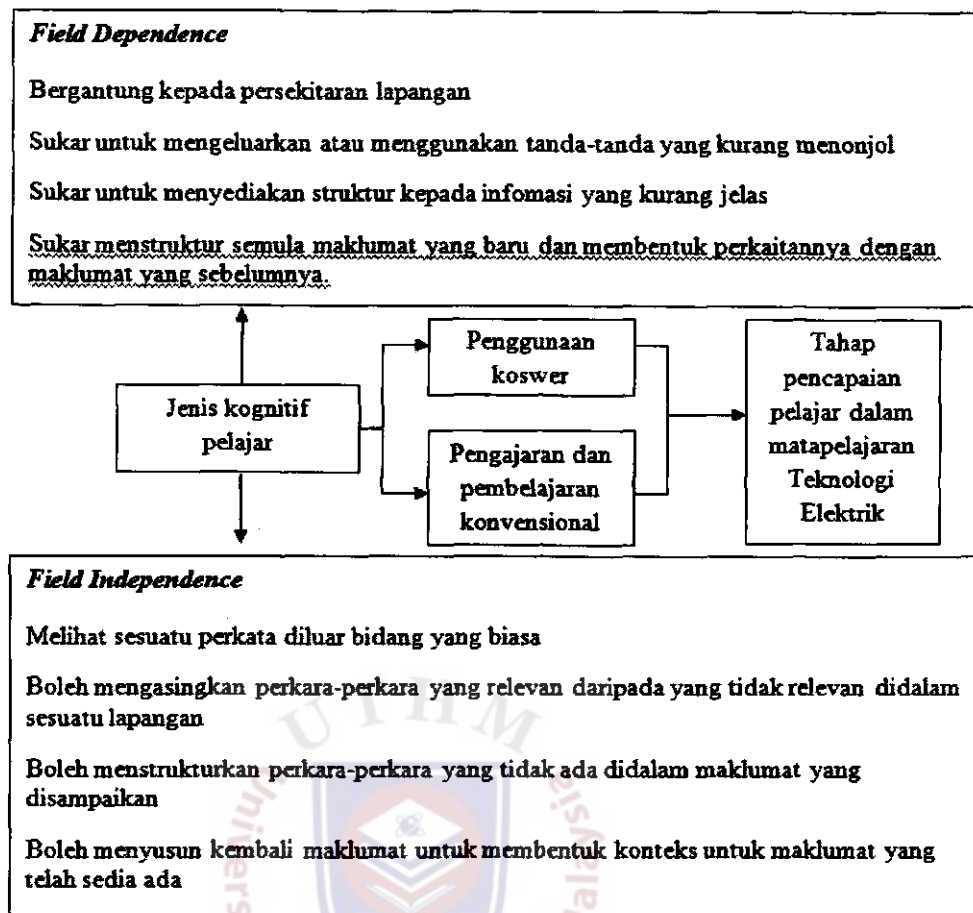 Field Dependence
Bergantung kepada persekitaran lapangan
Sukar untuk mengeluarkan atau menggunakan tanda-tanda yang kurang menonjol
Sukar untuk menyediakan struktur kepada infomasi yang kurang jelas
Sukar menstruktur semula maklumat yang baru dan membentuk perkaitannya dengan
maklumat yang sebelumnya.
Jenis kognitif
pelajar
Penggunaan
koswer
Pengajaran dan
pembelajaran
konvensional
Tahap
pencapaian
pelajar dalam
matapelajaran
Teknologi
Elektrik
Field Independence
Melihat sesuatu perkata diluar bidang yang biasa
Boleh mengasingkan perkara-perkara yang relevan daripada yang tidak relevan didalam
sesuatu lapangan
Boleh menstrukturkan perkara-perkara yang tidak ada didalam maklumat yang
disampaikan
Boleh menyusun kembali maklumat untuk membentuk konteks untuk maklumat yang
telah sedia ada
UTHM